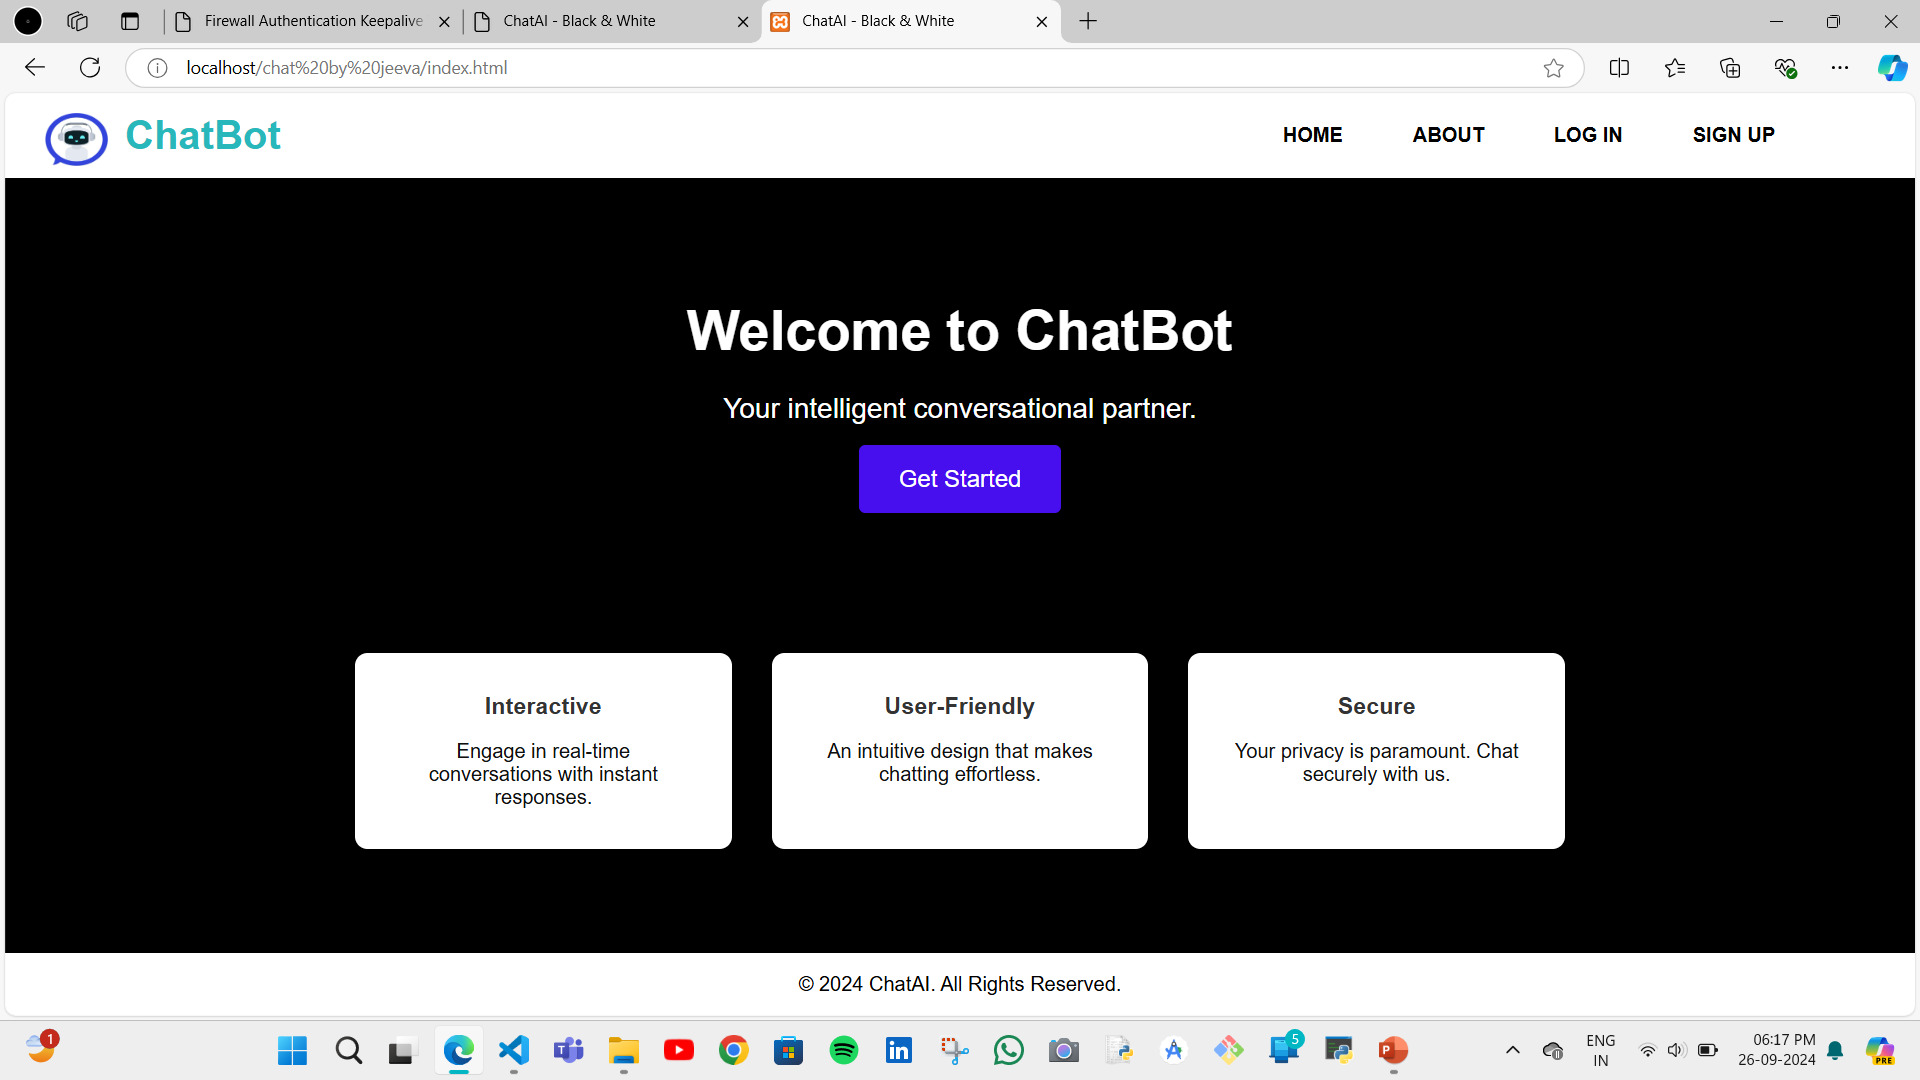 Firewall Authentication Keepalive
ChatAI - Black & White
ChatAI - Black & White
localhost/chat%20by%20jeeva/index.html
ChatBot
HOME
ABOUT
LOG IN
SIGN UP
Welcome to ChatBot
Your intelligent conversational partner.
Get Started
Interactive
Engage in real-time
conversations with instant
responses.
User-Friendly
An intuitive design that makes
chatting effortless.
Secure
Your privacy is paramount. Chat
securely with us.
© 2024 ChatAI. All Rights Reserved.
1
5
ENG
IN
06:17 PM
26-09-2024
PRE